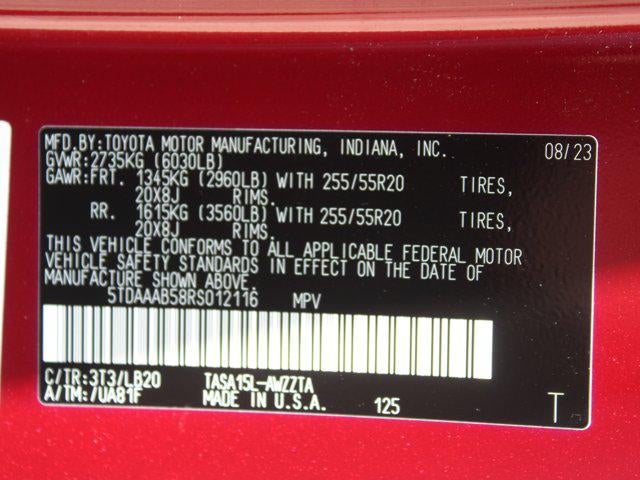 MFD.BY:TOYOTA MOTOR MANUFACTURING, INDIANA, INC. 08/23
GVWR:2735KG (6030LB)
GAWR:FRT. 1345KG (2960LB) WITH 255/55R20 TIRES,
20X8J RIMS.
RR. 1615KG (3560LB) WITH 255/55R20 TIRES,
20X8J RIMS.
THIS VEHICLE CONFORMS TO ALL APPLICABLE FEDERAL MOTOR
VEHICLE SAFETY STANDARDS IN EFFECT ON THE DATE OF
MANUFACTURE SHOWN ABOVE.
5TDAAAB58RS012116 MPV
C/TR:3T3/LB20 TASA15L-AWZZTA
A/TM:/UA81F MADE IN U.S.A. 125 T